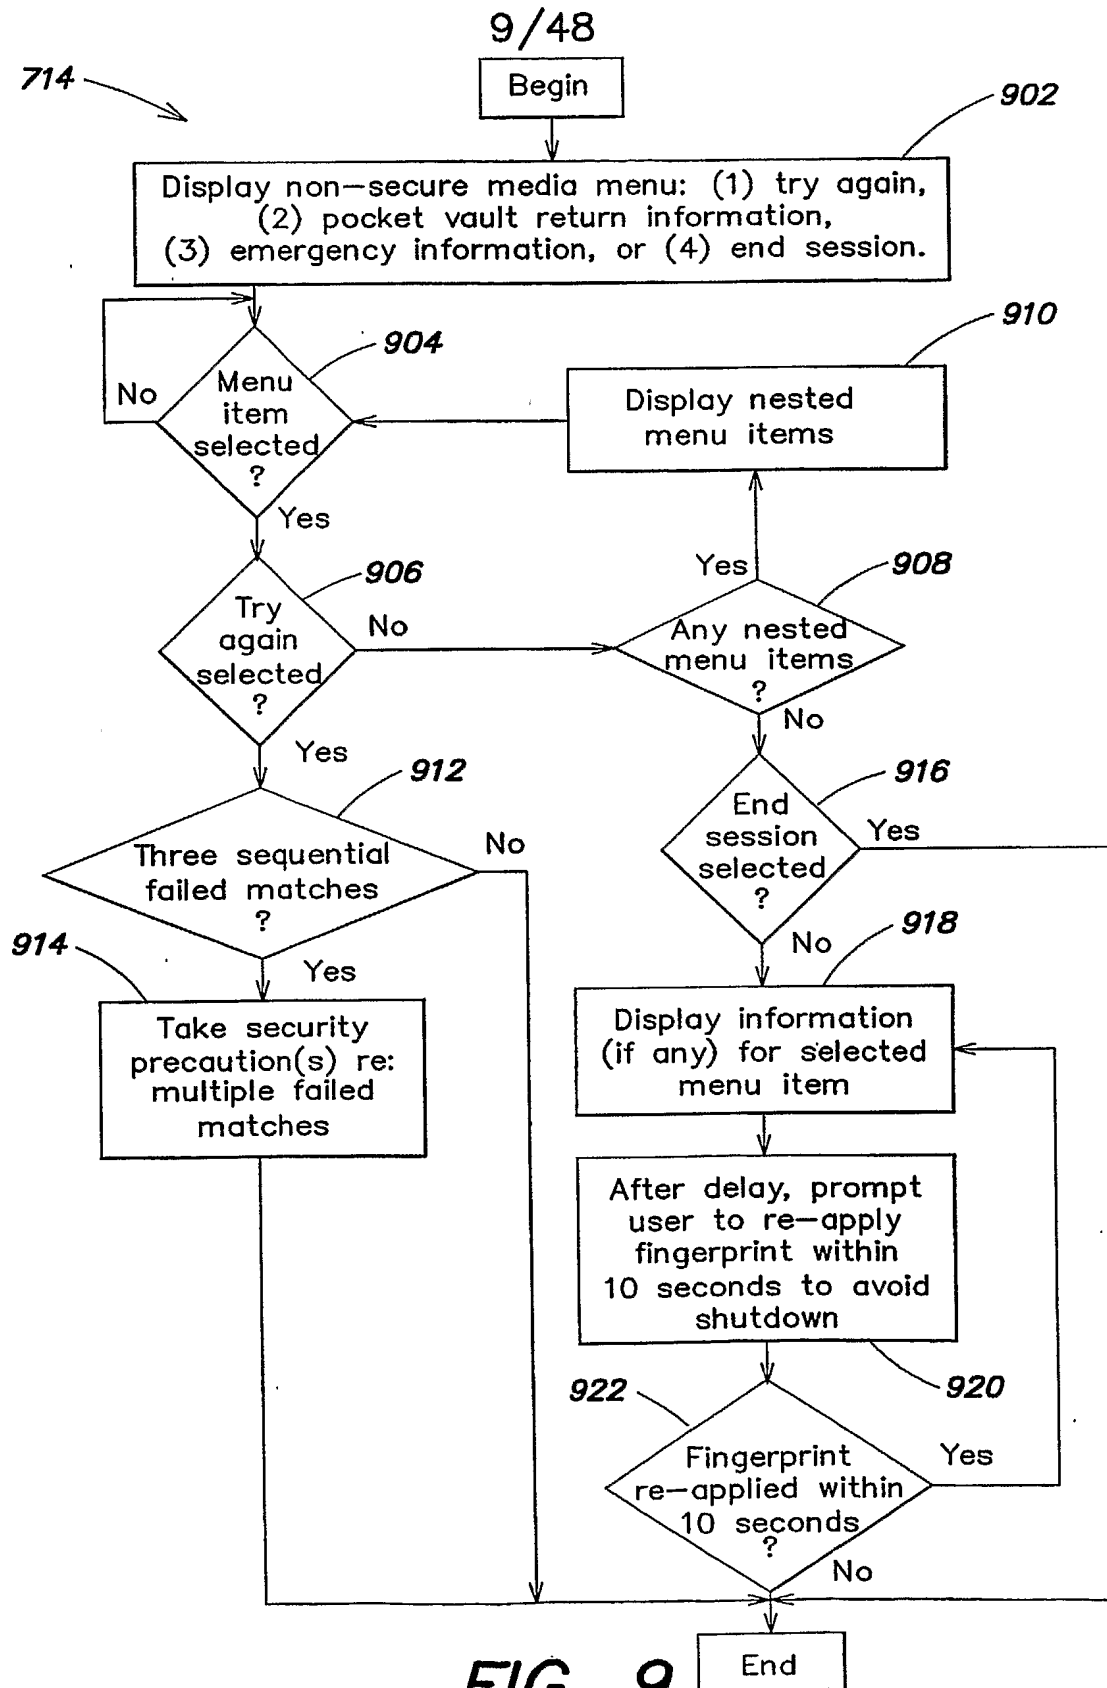 9/48
714
Begin
902
Display non-secure media menu: (1) try again,
(2) pocket vault return information,
(3) emergency information, or (4) end session.
910
904
No
Menu
item
selected
?
Display nested
menu items
Yes
906
Yes
908
Try
again
selected
?
No
Any nested
menu items
?
No
Yes
912
916
End
session
selected
?
Yes
Three sequential
failed matches
?
No
914
Yes
No
918
Take security
precaution(s) re:
multiple failed
matches
Display information
(if any) for selected
menu item
After delay, prompt
user to re-apply
fingerprint within
10 seconds to avoid
shutdown
922
920
Fingerprint
re-applied within
10 seconds
?
Yes
No
End
FIG. 9